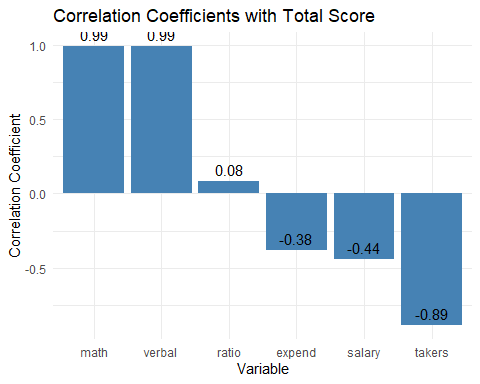 Correlation Coefficients with Total Score
Correlation Coefficient
1.0
0.5
0.0
-0.5
0.99
0.99
0.08
-0.38
-0.44
-0.89
math
verbal
ratio
expend
salary
takers
Variable